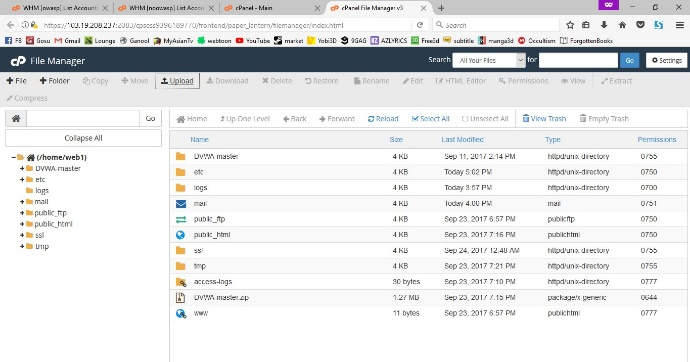 WHM [owasp] List Account
WHM [nowasp] List Accou
cPanel - Main
cPanel File Manager v3
https://103.19.208.237:2083/cpsess9396189770/frontend/paper_lantern/filemanager/index.html
Search
FB Gosu Gmail Lounge Ganool MyAsianTv webtoon YouTube blog market Yobi3D 9GAG AZLYRICS Free3d subtitle manga3d Occultism ForgottenBooks
File Manager
Search All Your Files for Go Settings
File Folder Copy Move Upload Download Delete Restore Rename Edit HTML Editor Permissions View Extract
Compress
Go
Home Up One Level Back Forward Reload Select All Unselect All View Trash Empty Trash
Collapse All
(/home/web1)
DVWA-master
etc
logs
mail
public_ftp
public_html
ssl
tmp
Name Size Last Modified Type Permissions
DVWA-master 4 KB Sep 11, 2017 2:14 PM httpd/unix-directory 0755
etc 4 KB Today 5:02 PM httpd/unix-directory 0750
logs 4 KB Today 3:57 PM httpd/unix-directory 0700
mail 4 KB Today 4:00 PM mail 0751
public_ftp 4 KB Sep 23, 2017 6:57 PM publicftp 0750
public_html 4 KB Sep 23, 2017 7:16 PM publichtml 0750
ssl 4 KB Sep 24, 2017 12:48 AM httpd/unix-directory 0755
tmp 4 KB Sep 23, 2017 7:21 PM httpd/unix-directory 0755
access-logs 30 bytes Sep 23, 2017 7:10 PM httpd/unix-directory 0777
DVWA-master.zip 1.27 MB Sep 23, 2017 7:15 PM package/x-generic 0644
www 11 bytes Sep 23, 2017 6:57 PM publichtml 0777